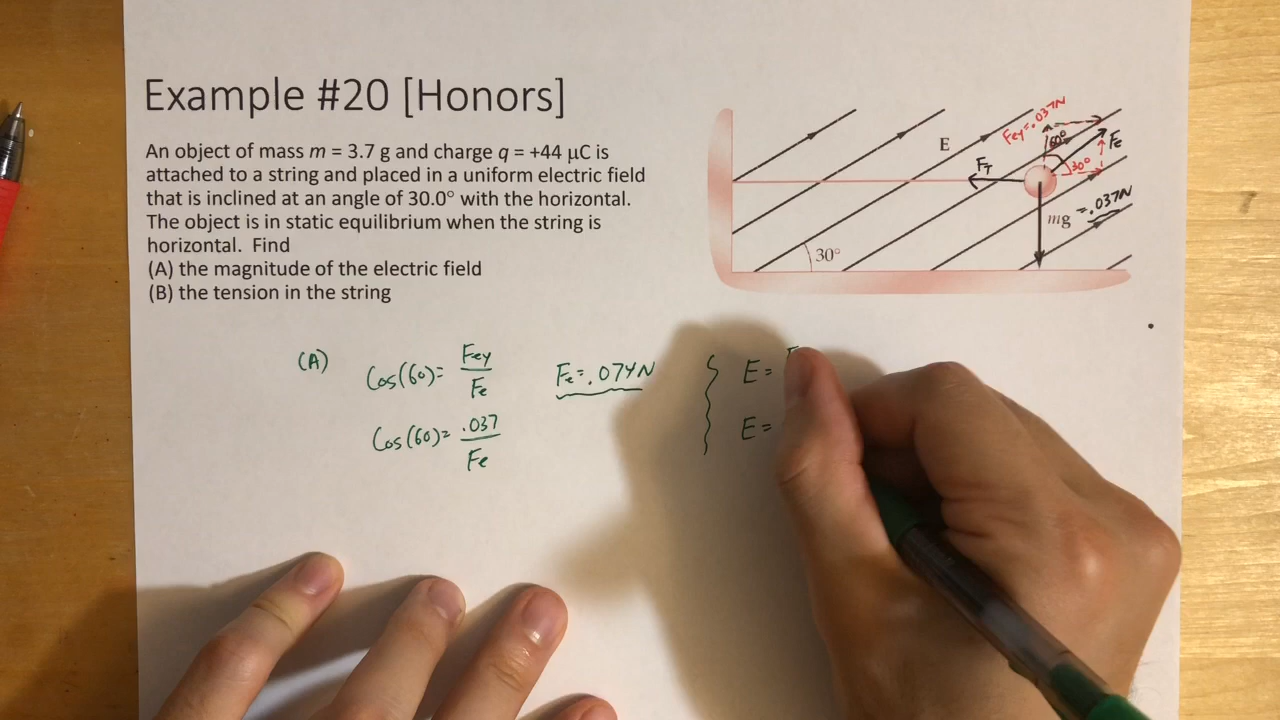 Example #20 [Honors]
An object of mass m = 3.7 g and charge q = +44 μC is
attached to a string and placed in a uniform electric field
that is inclined at an angle of 30.0° with the horizontal.
The object is in static equilibrium when the string is
horizontal. Find
(A) the magnitude of the electric field
(B) the tension in the string
E
Fey=.037N
60°
Fe
FT
30°
mg
=.037N
30°
(A)
Cos(60)= Fey
Fe
Cos(60)= .037
Fe
Fe=.074N
E=
E=